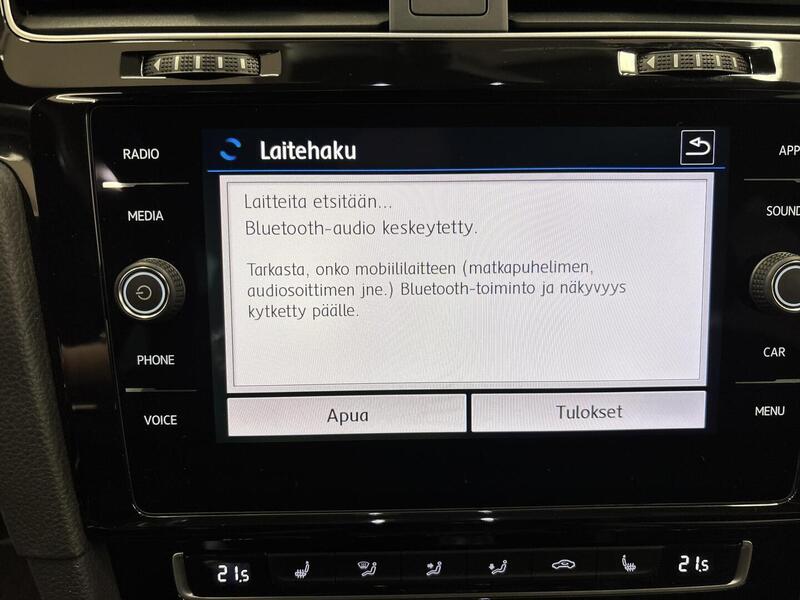 RADIO
MEDIA
PHONE
VOICE
Laitehaku
Laitteita etsitään...
Bluetooth-audio keskeytetty.
Tarkasta, onko mobiililaitteen (matkapuhelimen,
audiosoittimen jne.) Bluetooth-toiminto ja näkyvyys
kytketty päälle.
Apua
Tulokset
APP
SOUND
CAR
MENU
21.5
21.5